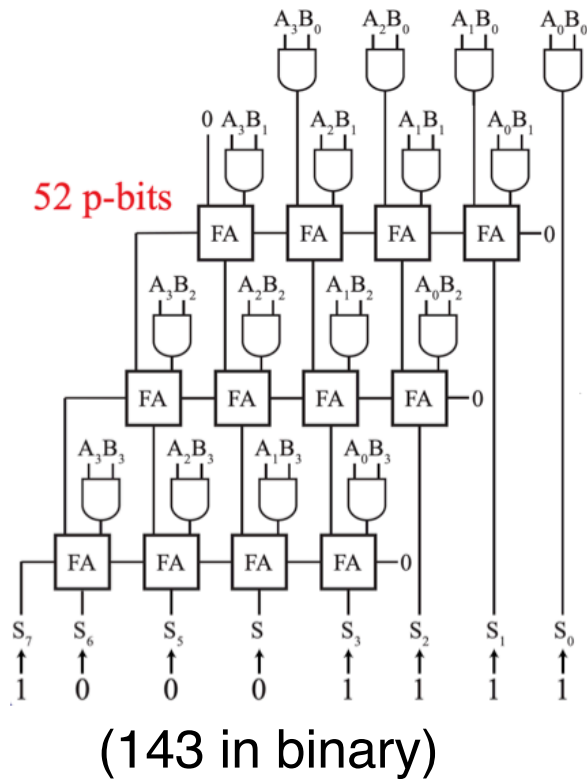 A₃B₀ A₂B₀ A₁B₀ A₀B₀
0 A₃B₁ A₂B₁ A₁B₁ A₀B₁
52 p-bits
FA FA FA FA 0
A₃B₂ A₂B₂ A₁B₂ A₀B₂
FA FA FA FA 0
A₃B₃ A₂B₃ A₁B₃ A₀B₃
FA FA FA FA 0
S₇ S₆ S₅ S S₃ S₂ S₁ S₀
1 0 0 0 1 1 1 1
(143 in binary)